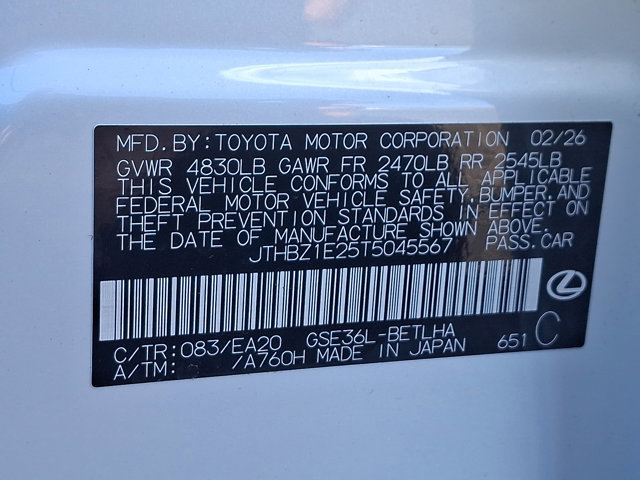 MFD. BY: TOYOTA MOTOR CORPORATION 02/26
GVWR 4830LB GAWR FR 2470LB RR 2545LB
THIS VEHICLE CONFORMS TO ALL APPLICABLE
FEDERAL MOTOR VEHICLE SAFETY, BUMPER, AND
THEFT PREVENTION STANDARDS IN EFFECT ON
THE DATE OF MANUFACTURE SHOWN ABOVE.
JTHBZ1E25T5045567 PASS. CAR
C/TR: 083/EA20 GSE36L-BETLHA
A/TM: /A760H MADE IN JAPAN 651 C